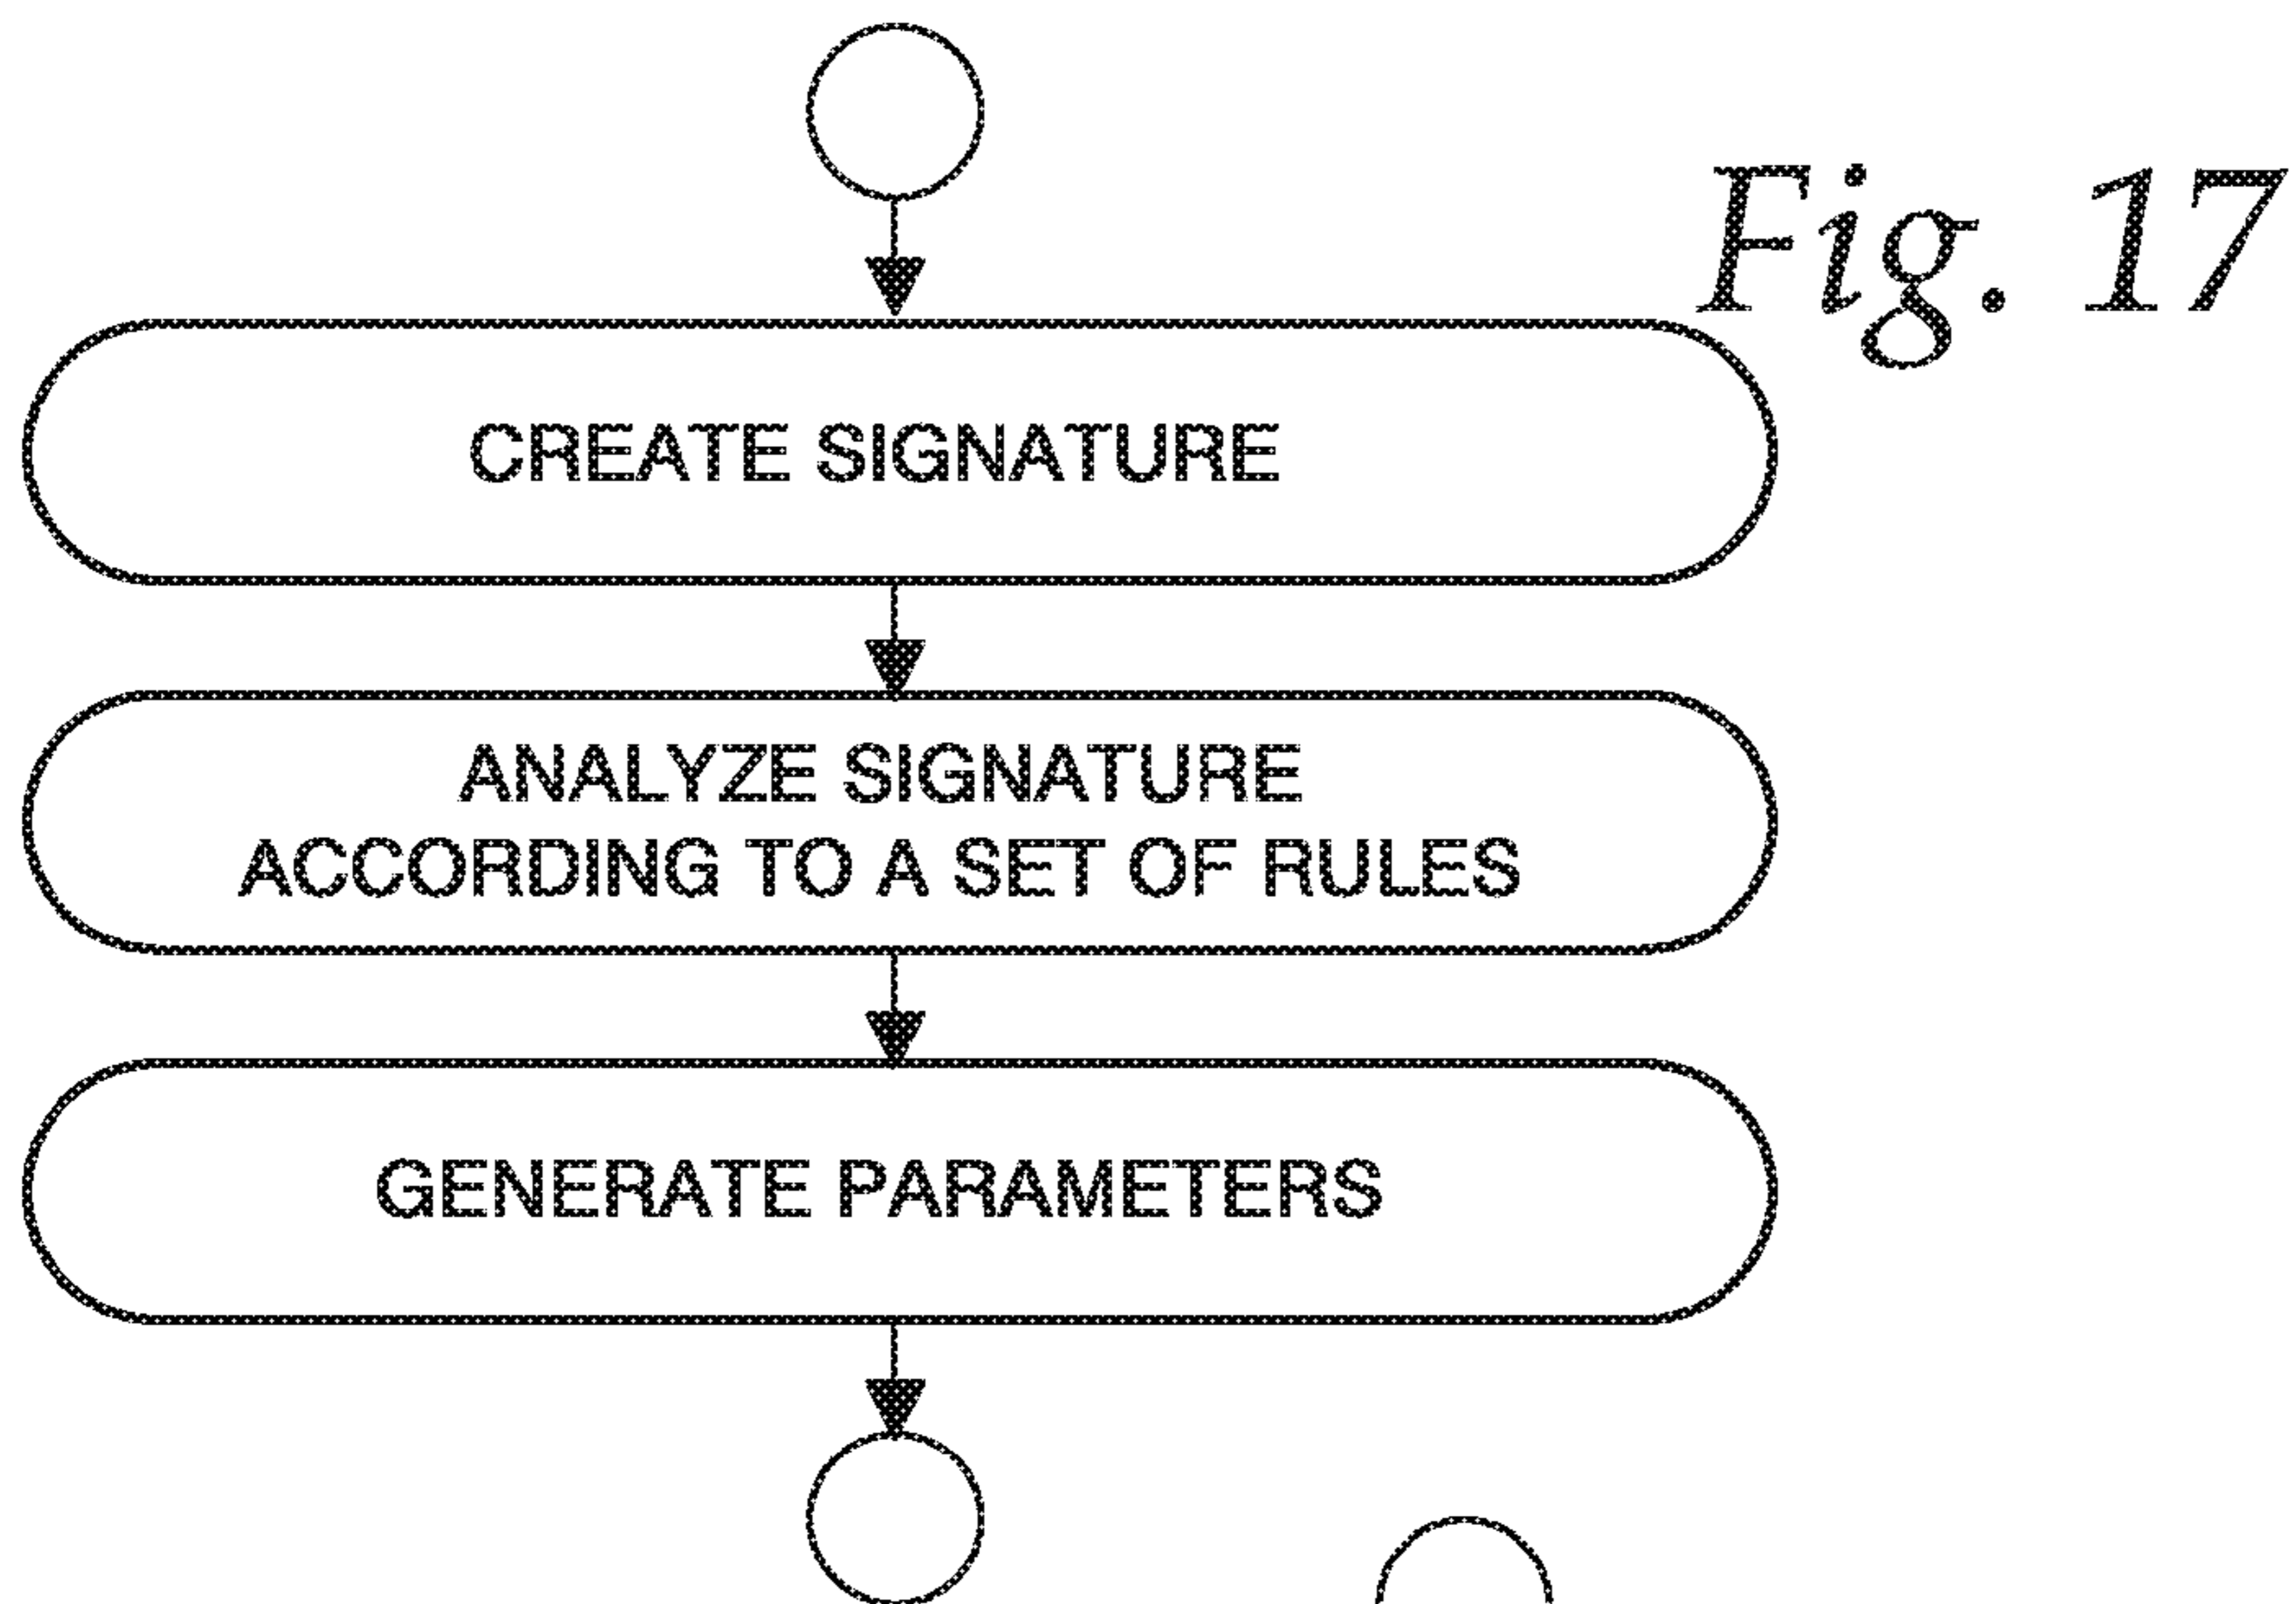 Fig. 17
CREATE SIGNATURE
ANALYZE SIGNATURE
ACCORDING TO A SET OF RULES
GENERATE PARAMETERS